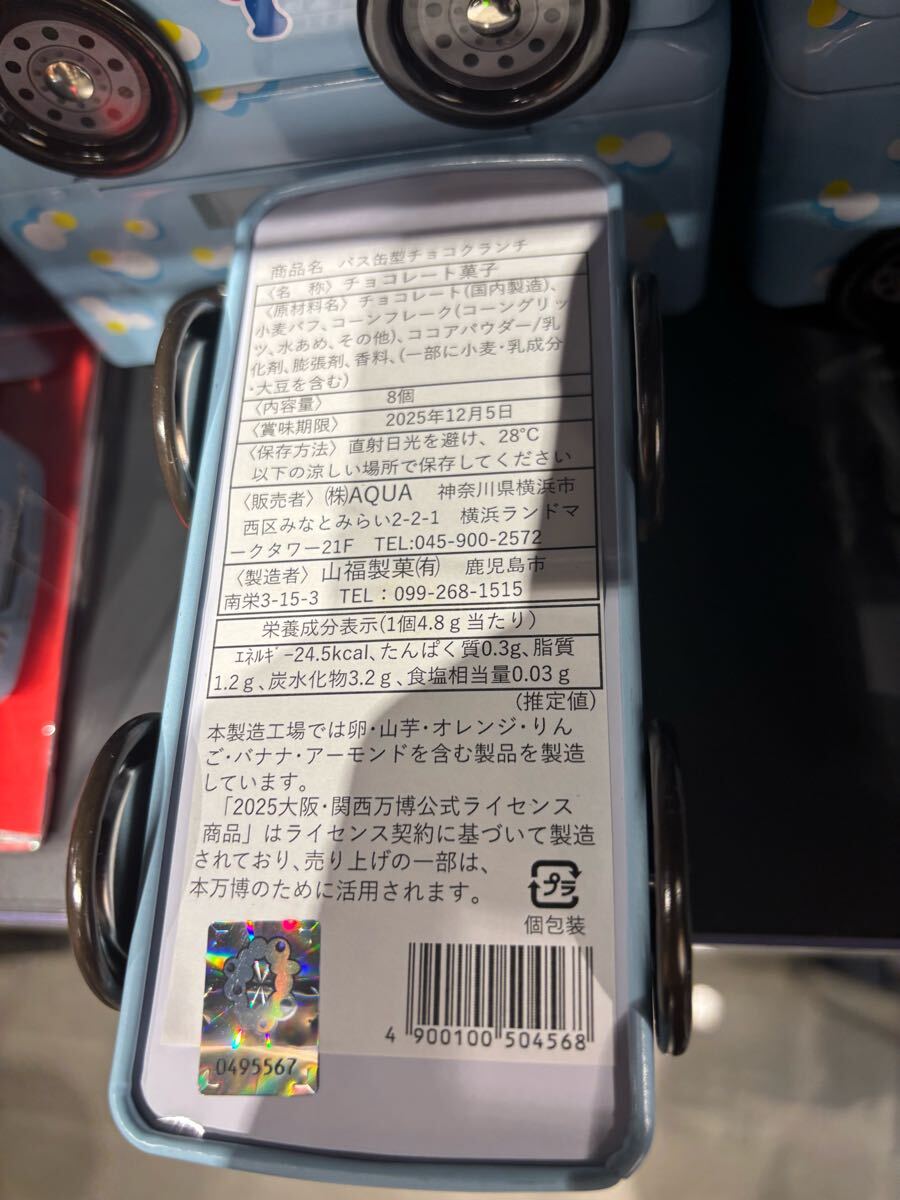 商品名 バス缶型チョコクランチ
〈名 称〉チョコレート菓子
〈原材料名〉チョコレート(国内製造)、
小麦パフ、コーンフレーク(コーングリッ
ツ、水あめ、その他)、ココアパウダー/乳
化剤、膨張剤、香料、(一部に小麦・乳成分
・大豆を含む)
〈内容量〉 8個
〈賞味期限〉 2025年12月5日
〈保存方法〉直射日光を避け、28℃
以下の涼しい場所で保存してください
〈販売者〉㈱AQUA 神奈川県横浜市
西区みなとみらい2-2-1 横浜ランドマ
ークタワー21F TEL:045-900-2572
〈製造者〉山福製菓㈲ 鹿児島市
南栄3-15-3 TEL：099-268-1515
栄養成分表示(1個4.8ｇ当たり)
ｴﾈﾙｷﾞｰ24.5kcal、たんぱく質0.3g、脂質
1.2ｇ、炭水化物3.2ｇ、食塩相当量0.03ｇ
(推定値)
本製造工場では卵・山芋・オレンジ・りん
ご・バナナ・アーモンドを含む製品を製造
しています。
「2025大阪・関西万博公式ライセンス
商品」はライセンス契約に基づいて製造
されており、売り上げの一部は、
本万博のために活用されます。
プラ
個包装
4 900100 504568
0495567